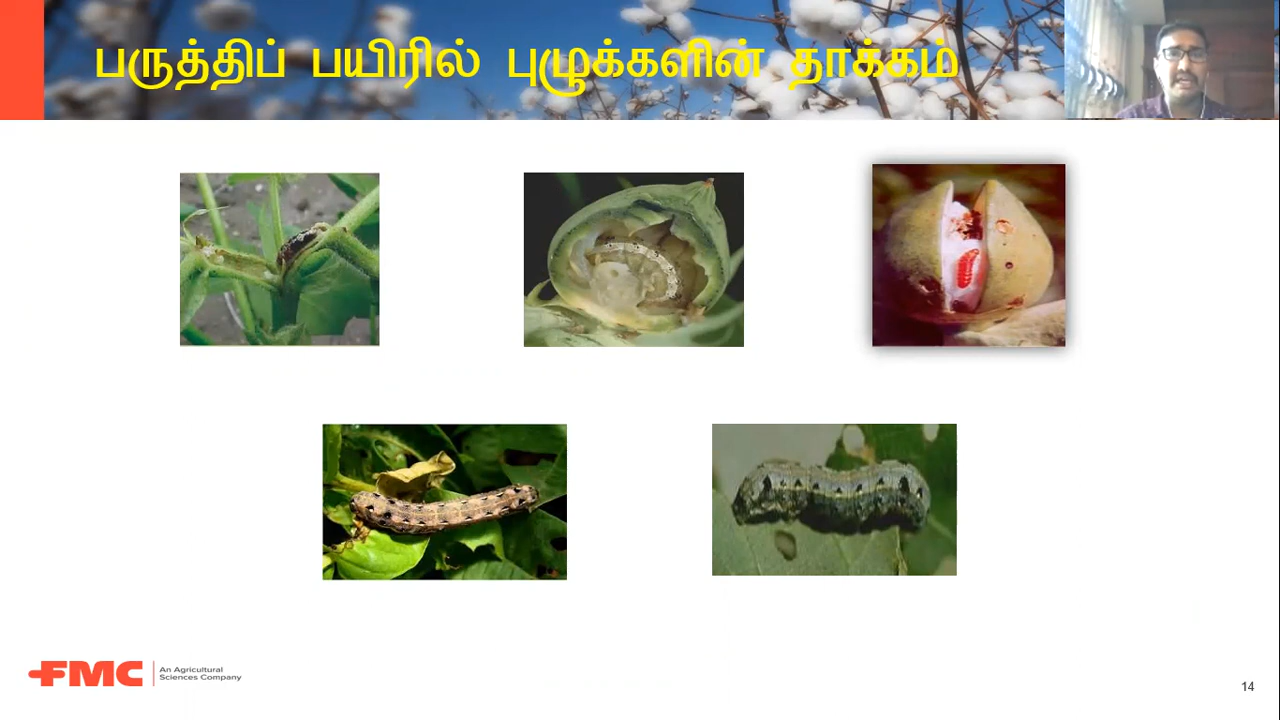 பருத்திப் பயிரில் புழுக்களின் தாக்கம்
FMC
An Agricultural
Sciences Company
14